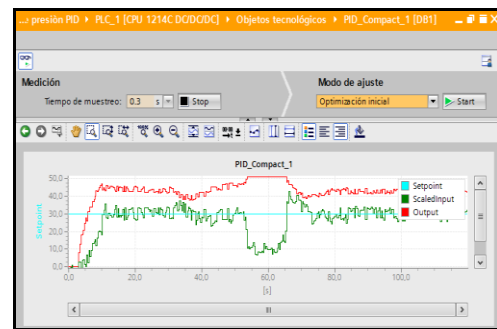 ...presión PID ▸ PLC_1 [CPU 1214C DC/DC/DC] ▸ Objetos tecnológicos ▸ PID_Compact_1 [DB1]
Medición
Modo de ajuste
Tiempo de muestreo: 0.3 s Stop
Optimización inicial Start
PID_Compact_1
Setpoint
ScaledInput
Output
Setpoint
50,0
40,0
30,0
20,0
10,0
0,0
0,0 20,0 40,0 60,0 80,0 100,0
[s]